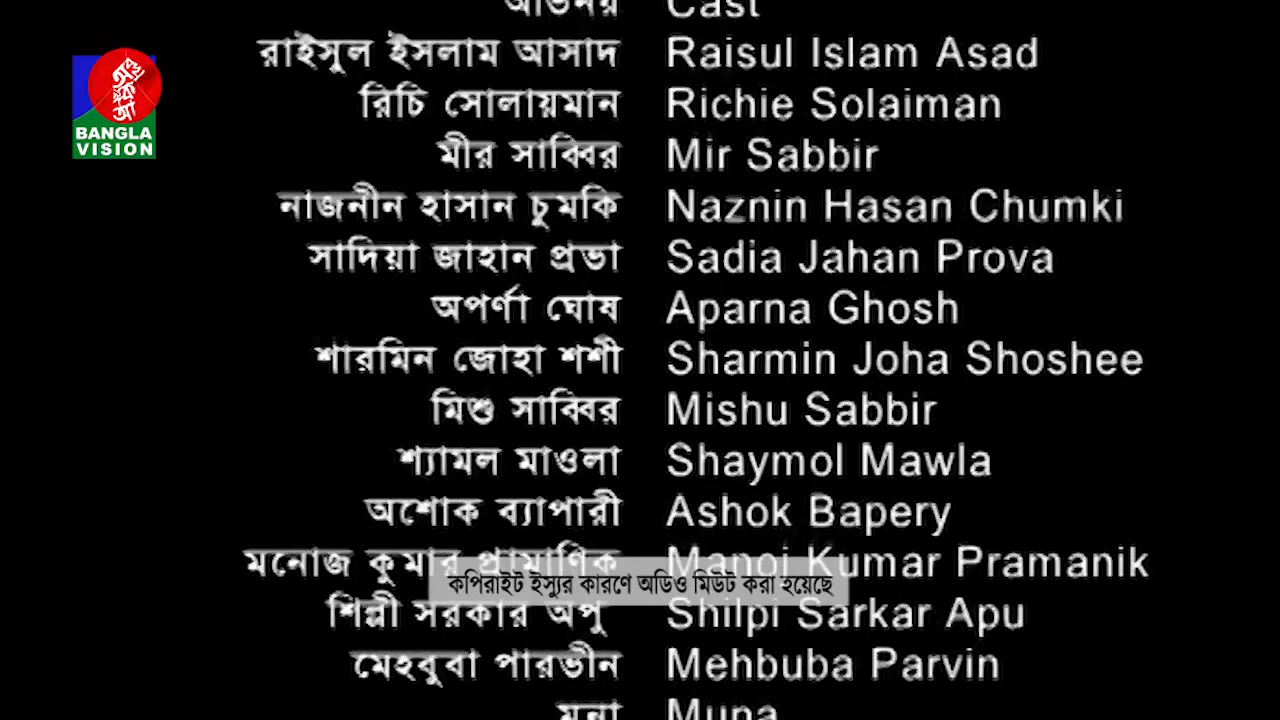 অভিনয় Cast
রাইসুল ইসলাম আসাদ Raisul Islam Asad
রিচি সোলায়মান Richie Solaiman
মীর সাব্বির Mir Sabbir
নাজনীন হাসান চুমকি Naznin Hasan Chumki
সাদিয়া জাহান প্রভা Sadia Jahan Prova
অপর্ণা ঘোষ Aparna Ghosh
শারমিন জোহা শশী Sharmin Joha Shoshee
মিশু সাব্বির Mishu Sabbir
শ্যামল মাওলা Shaymol Mawla
অশোক ব্যাপারী Ashok Bapery
মনোজ কুমার প্রামাণিক Manoj Kumar Pramanik
কপিরাইট ইস্যুর কারণে অডিও মিউট করা হয়েছে
শিল্পী সরকার অপু Shilpi Sarkar Apu
মেহবুবা পারভীন Mehbuba Parvin
মুনা Muna
BANGLA
VISION